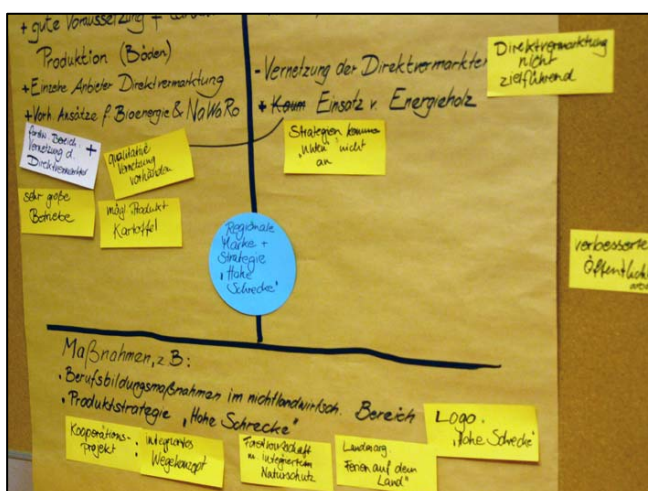 + gute Voraussetzung f
Produktion (Böden)
+ Einzelne Anbieter Direktvermarktung
+ Vorh. Ansätze f. Bioenergie & NaWaRo
- Vernetzung der Direktvermarkter
+ Kaum Einsatz v. Energieholz
Direktvermarktung
nicht
zielführend
Bereich
Vernetzung d.
Direktvermarkter
+
qualitative
Vernetzung
vorhanden
Strategien kommen
"unten" nicht
an
sehr große
Betriebe
mögl. Produkt
Kartoffel
Regionale
Marke +
Strategie
"Hohe
Schrecke"
verbesserte
Öffentlich
Maßnahmen, z.B:
• Berufsbildungsmaßnahmen im nichtlandwirtsch. Bereich
• Produktstrategie "Hohe Schrecke"
Logo.
"Hohe Schrecke"
Kooperations-
projekt :
integriertes
Wegekonzept
Forstwirtschaft
m. integriertem
Naturschutz
Landmarg
Ferien auf dem
Land"